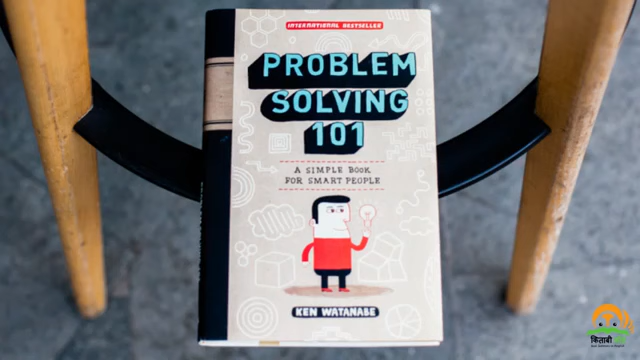 INTERNATIONAL BESTSELLER
PROBLEM
SOLVING
101
A SIMPLE BOOK
FOR SMART PEOPLE
KEN WATANABE
किताबी